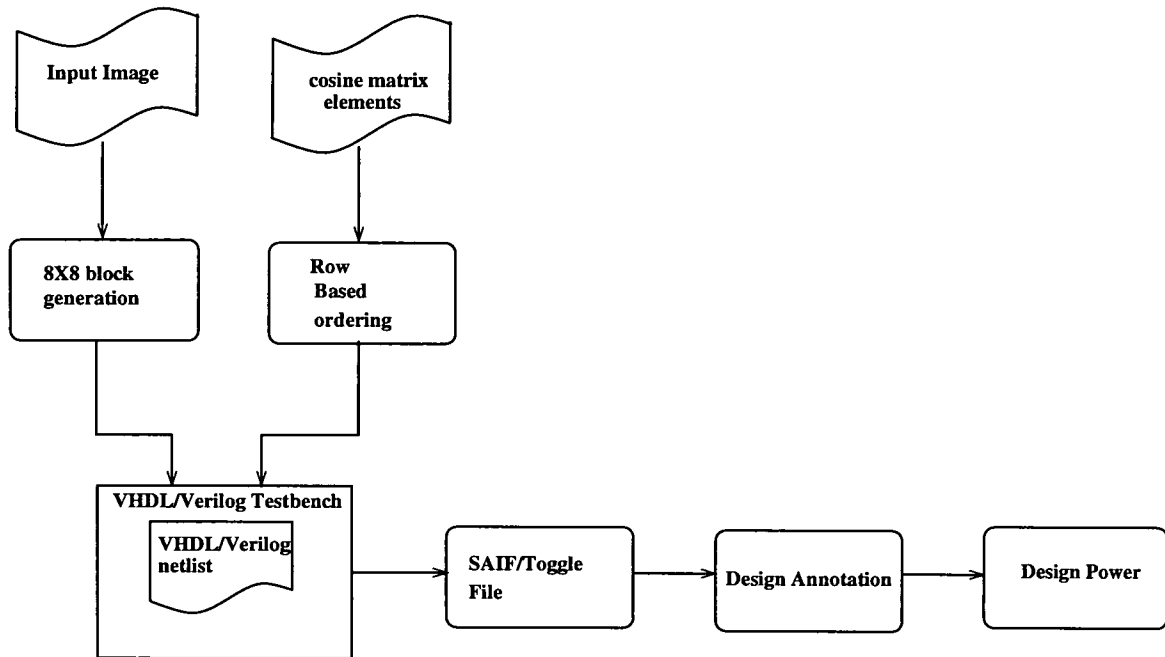 Input Image
cosine matrix
elements
8X8 block
generation
Row
Based
ordering
VHDL/Verilog Testbench
VHDL/Verilog
netlist
SAIF/Toggle
File
Design Annotation
Design Power